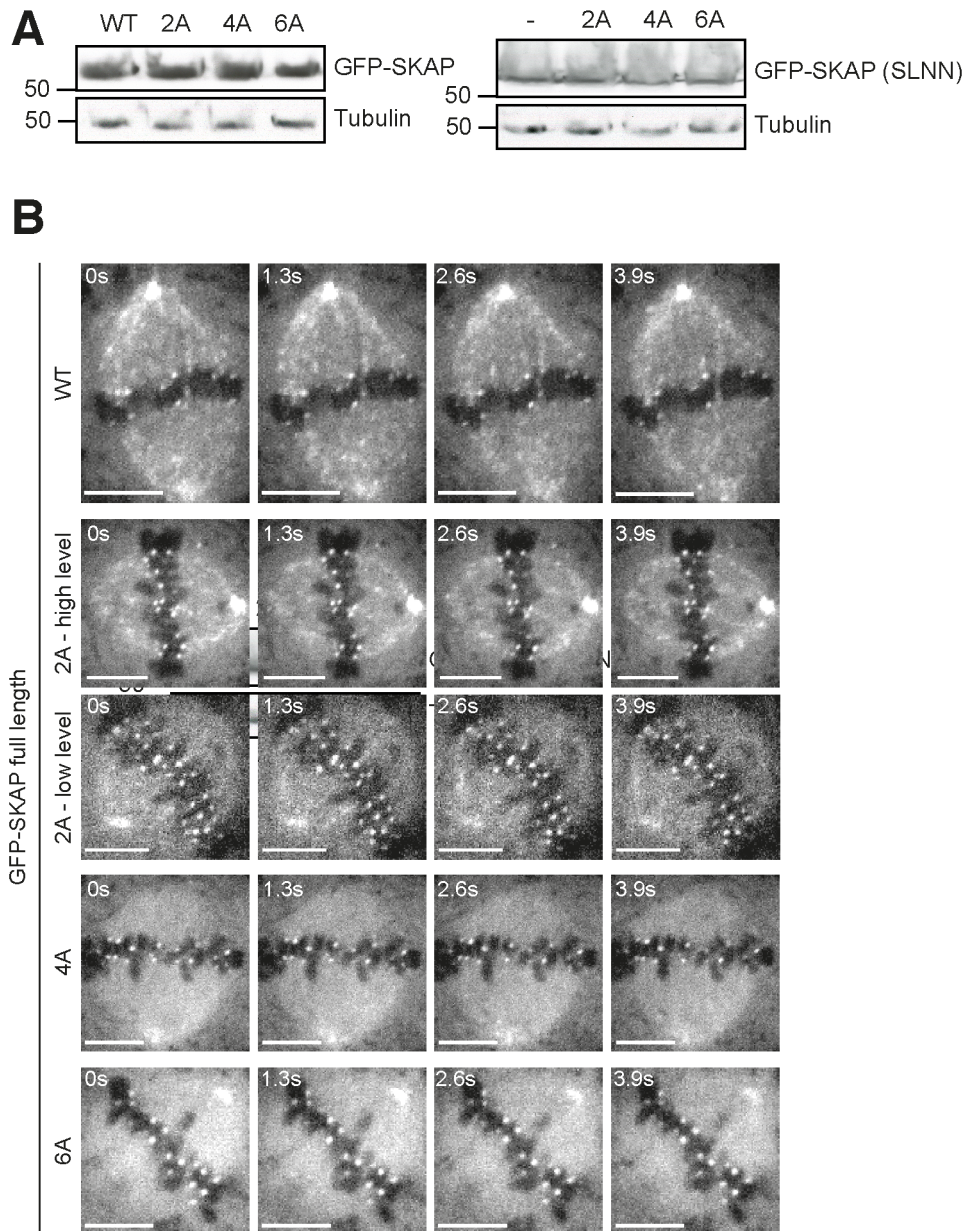 A
WT 2A 4A 6A
GFP-SKAP
50
50
Tubulin
- 2A 4A 6A
GFP-SKAP (SLNN)
50
50
Tubulin
B
GFP-SKAP full length
WT
0s 1.3s 2.6s 3.9s
2A - high level
0s 1.3s 2.6s 3.9s
2A - low level
0s 1.3s 2.6s 3.9s
4A
0s 1.3s 2.6s 3.9s
6A
0s 1.3s 2.6s 3.9s